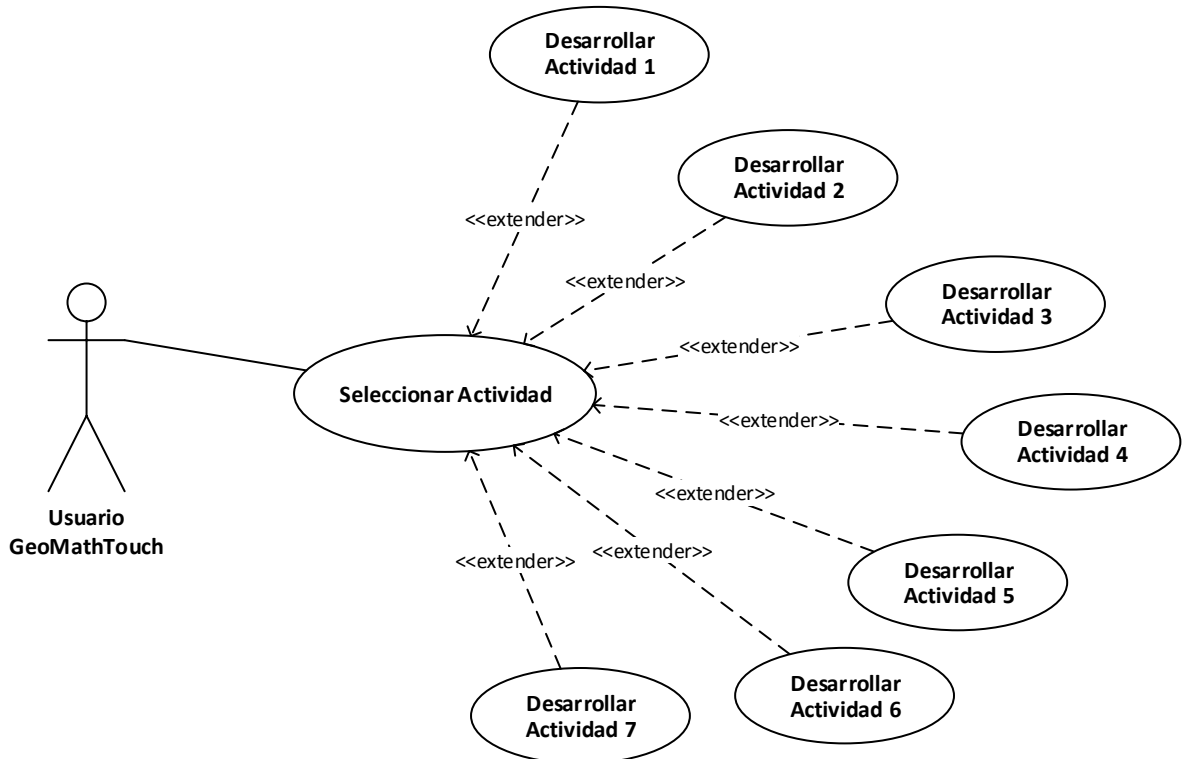 Desarrollar
Actividad 1
Desarrollar
Actividad 2
<<extender>>
<<extender>>
Desarrollar
Actividad 3
<<extender>>
Seleccionar Actividad
<<extender>>
Desarrollar
Actividad 4
<<extender>>
Usuario
GeoMathTouch
<<extender>>
<<extender>>
Desarrollar
Actividad 5
Desarrollar
Actividad 6
Desarrollar
Actividad 7